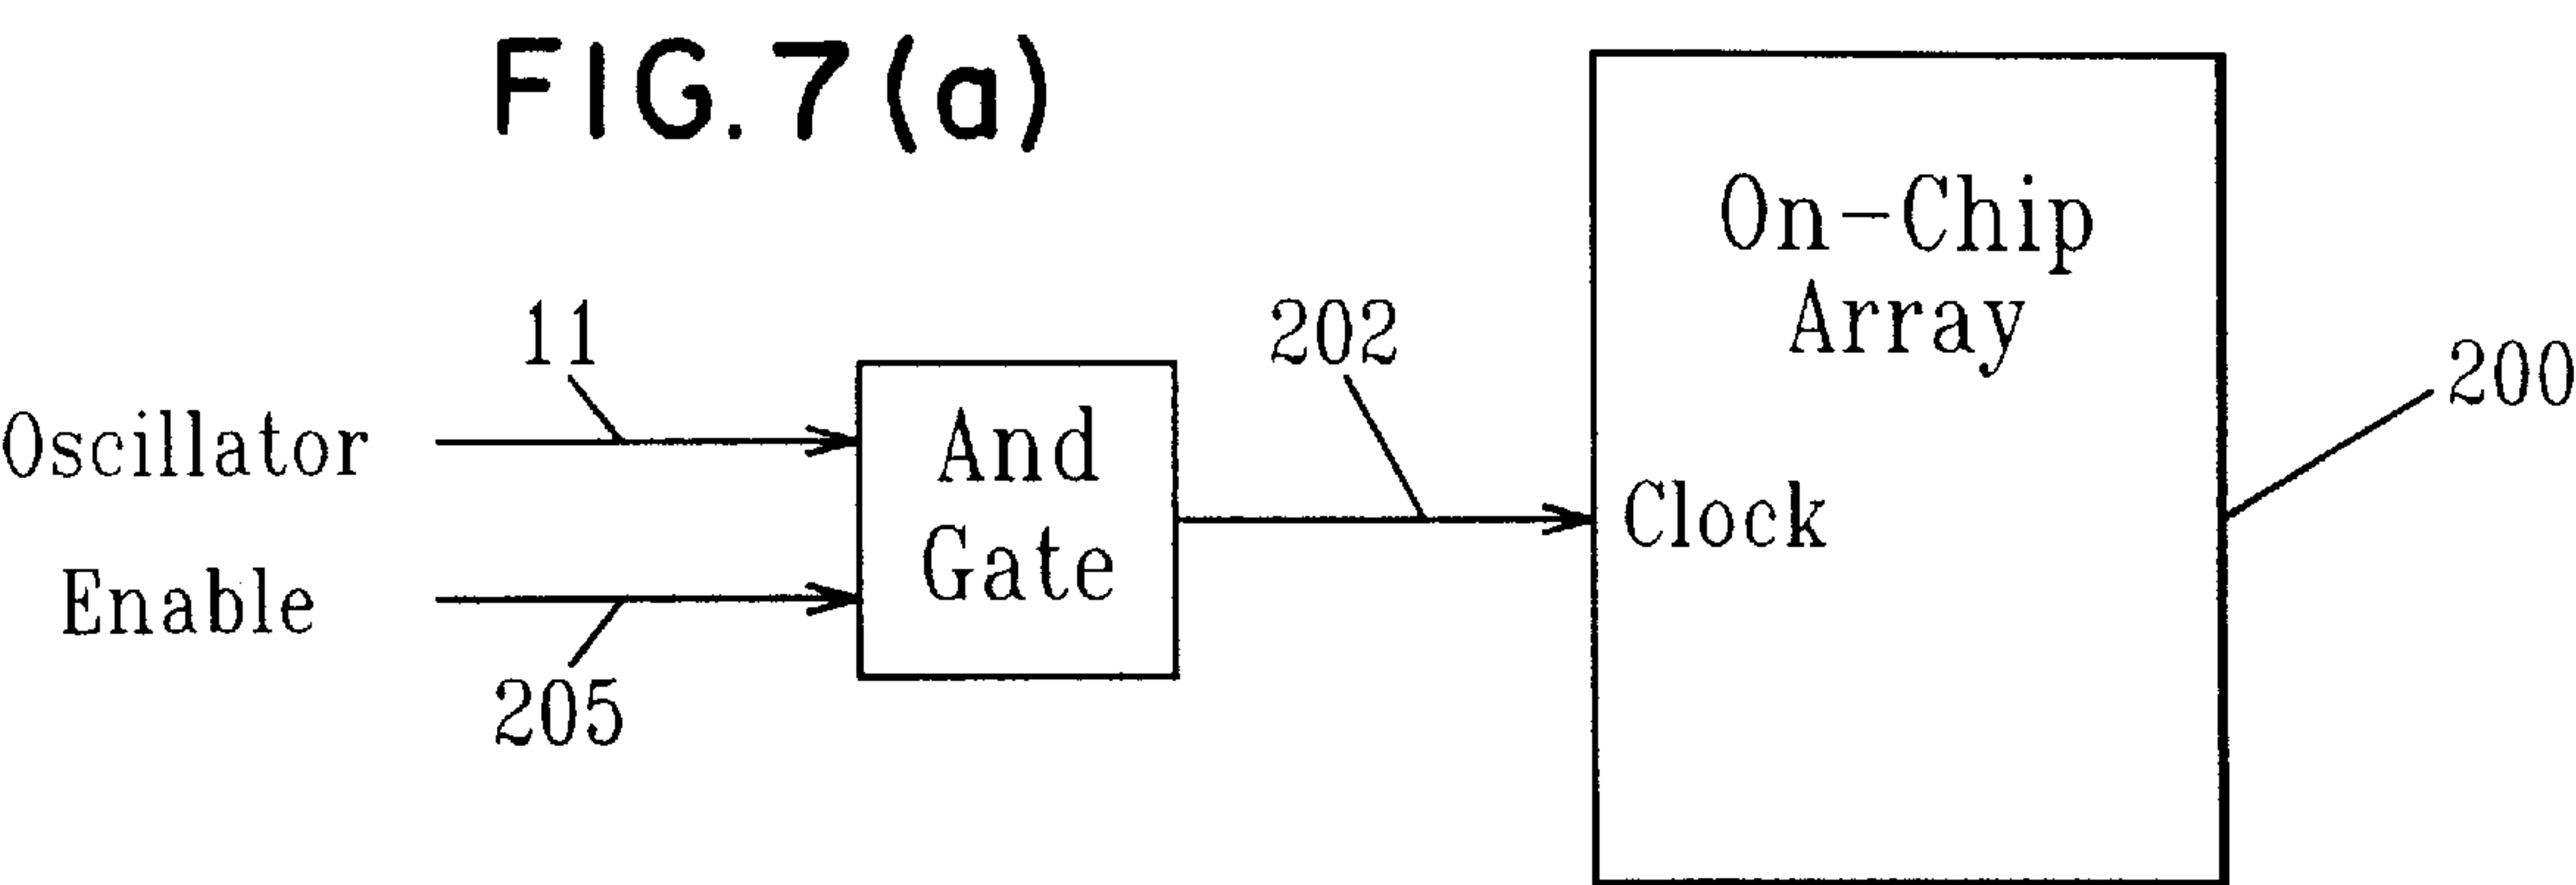 FIG. 7 (a)
On-Chip
Array
11
202
200
Oscillator
And
Gate
Clock
Enable
205